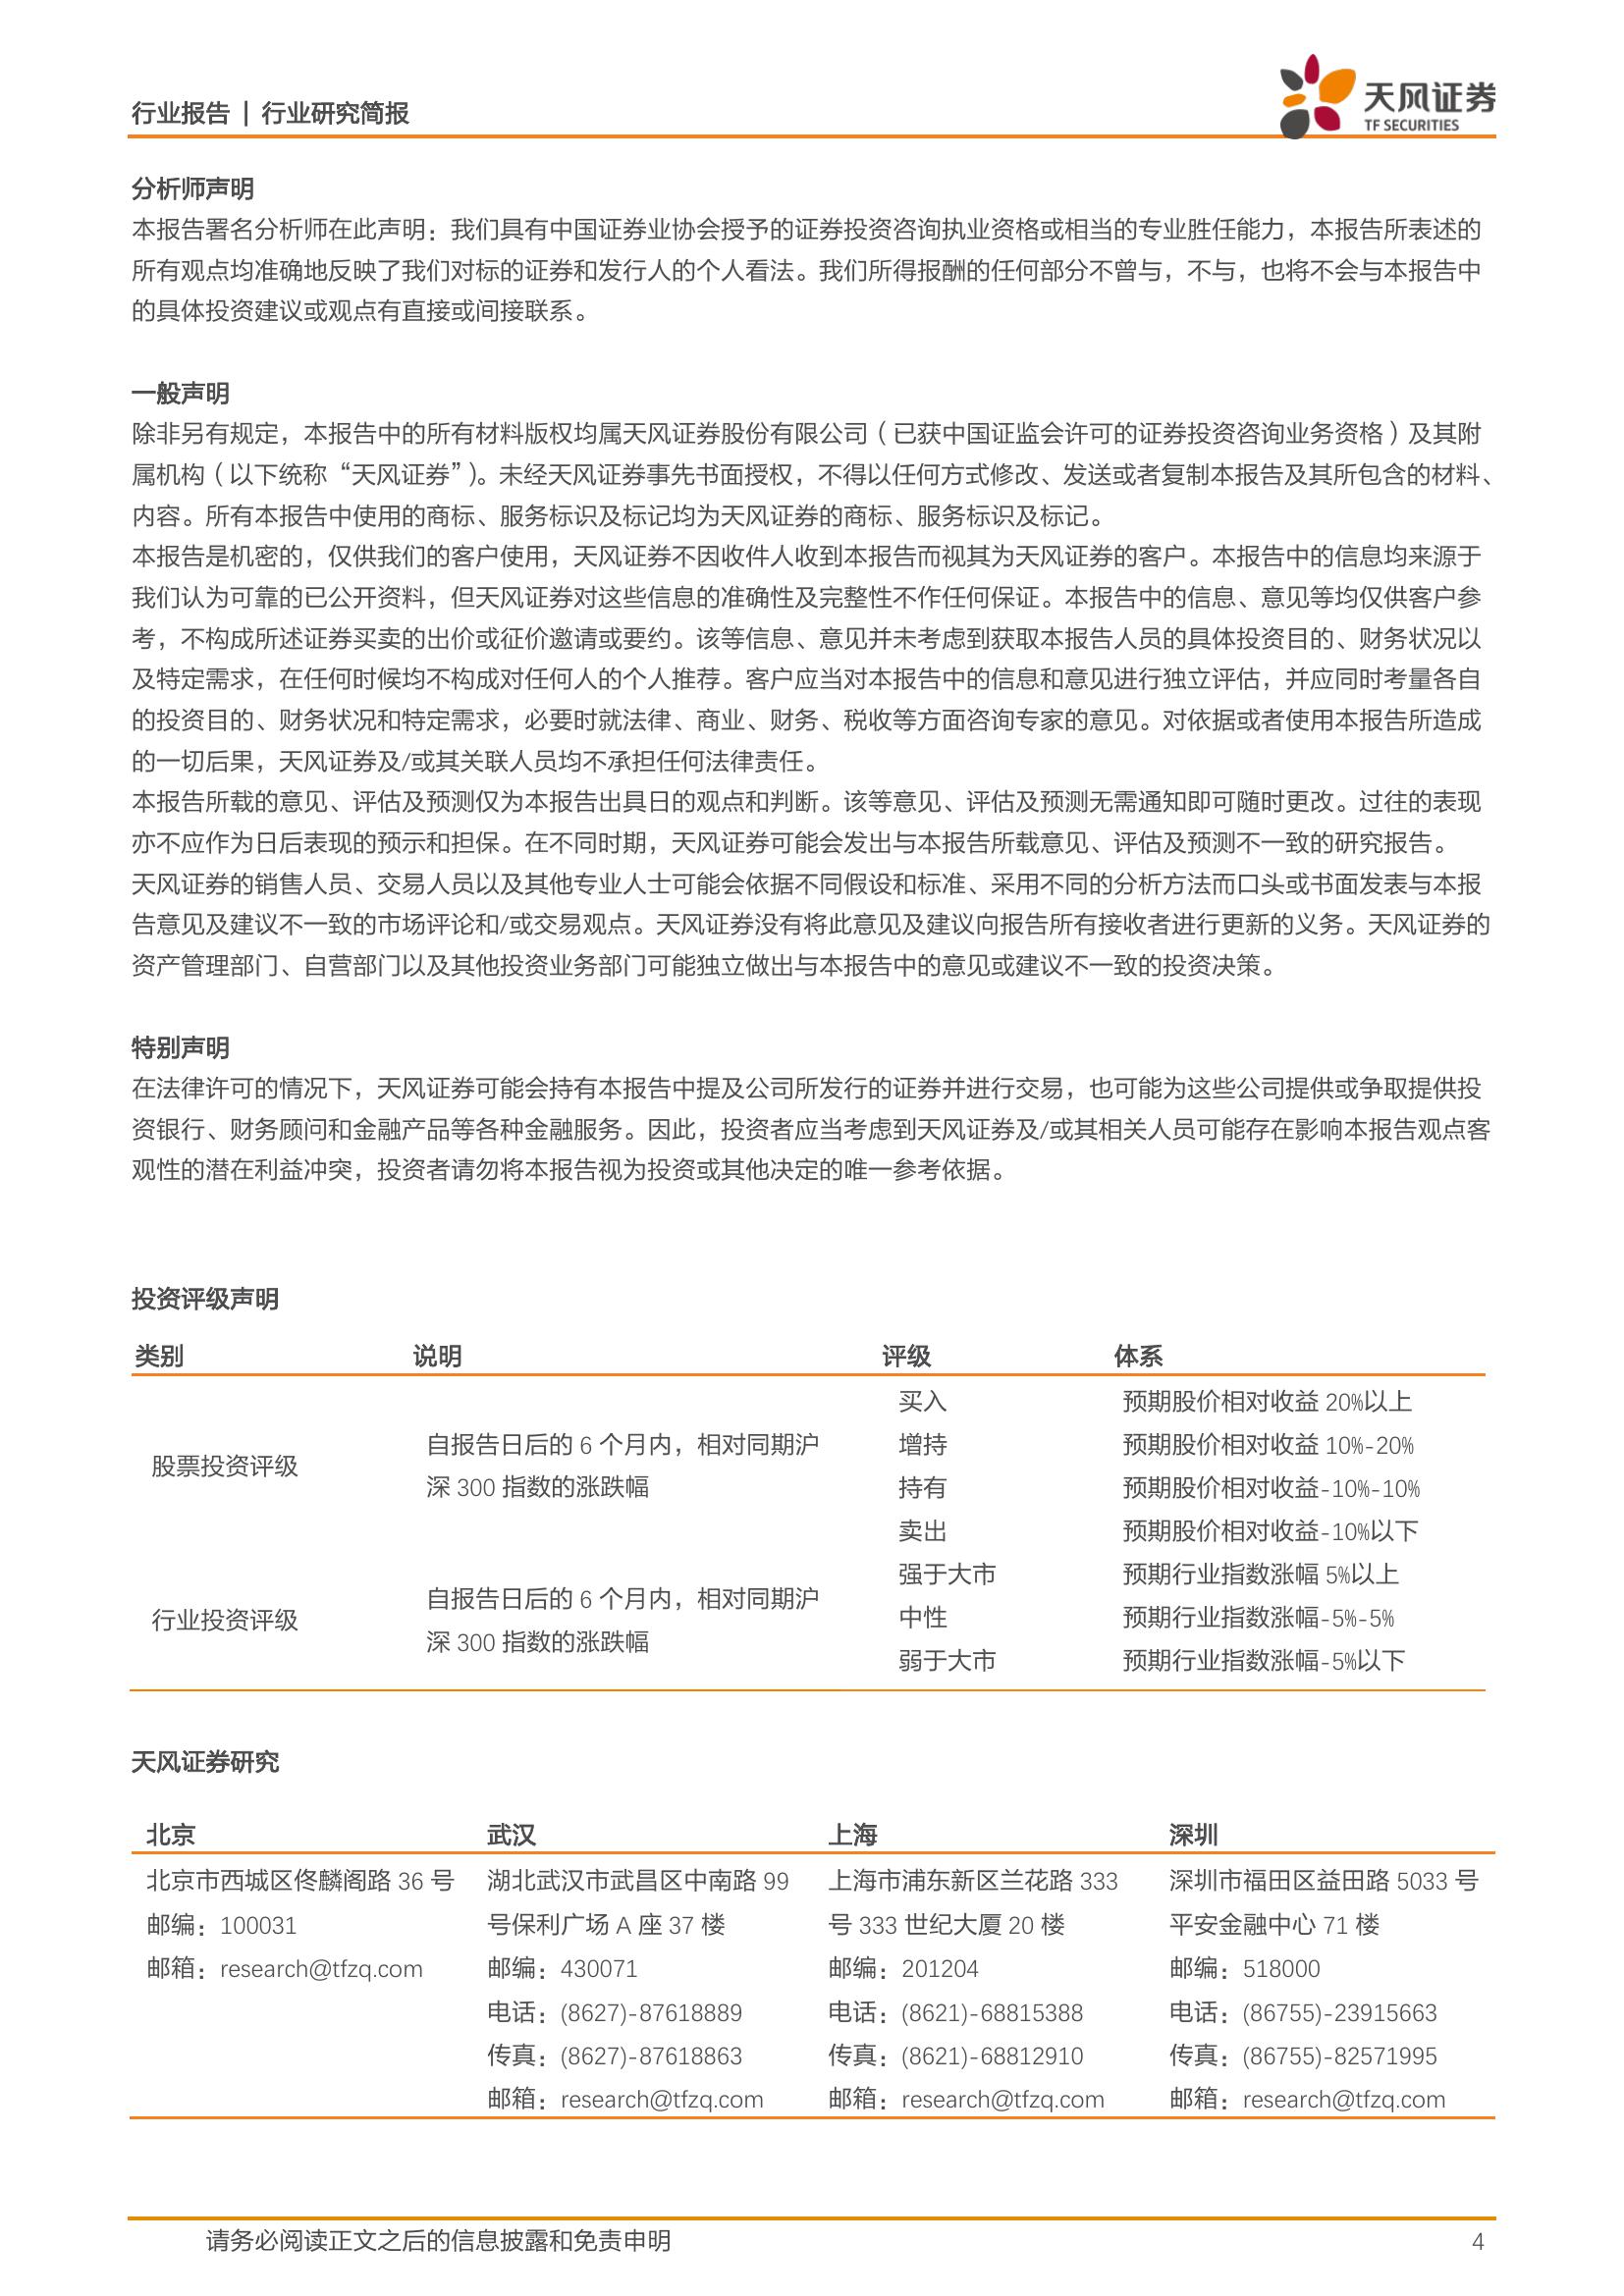 行业报告 | 行业研究简报
天风证券
TF SECURITIES
分析师声明
本报告署名分析师在此声明：我们具有中国证券业协会授予的证券投资咨询执业资格或相当的专业胜任能力，本报告所表述的
所有观点均准确地反映了我们对标的证券和发行人的个人看法。我们所得报酬的任何部分不曾与，不与，也将不会与本报告中
的具体投资建议或观点有直接或间接联系。
一般声明
除非另有规定，本报告中的所有材料版权均属天风证券股份有限公司（已获中国证监会许可的证券投资咨询业务资格）及其附
属机构（以下统称“天风证券”）。未经天风证券事先书面授权，不得以任何方式修改、发送或者复制本报告及其所包含的材料、
内容。所有本报告中使用的商标、服务标识及标记均为天风证券的商标、服务标识及标记。
本报告是机密的，仅供我们的客户使用，天风证券不因收件人收到本报告而视其为天风证券的客户。本报告中的信息均来源于
我们认为可靠的已公开资料，但天风证券对这些信息的准确性及完整性不作任何保证。本报告中的信息、意见等均仅供客户参
考，不构成所述证券买卖的出价或征价邀请或要约。该等信息、意见并未考虑到获取本报告人员的具体投资目的、财务状况以
及特定需求，在任何时候均不构成对任何人的个人推荐。客户应当对本报告中的信息和意见进行独立评估，并应同时考量各自
的投资目的、财务状况和特定需求，必要时就法律、商业、财务、税收等方面咨询专家的意见。对依据或者使用本报告所造成
的一切后果，天风证券及/或其关联人员均不承担任何法律责任。
本报告所载的意见、评估及预测仅为本报告出具日的观点和判断。该等意见、评估及预测无需通知即可随时更改。过往的表现
亦不应作为日后表现的预示和担保。在不同时期，天风证券可能会发出与本报告所载意见、评估及预测不一致的研究报告。
天风证券的销售人员、交易人员以及其他专业人士可能会依据不同假设和标准、采用不同的分析方法而口头或书面发表与本报
告意见及建议不一致的市场评论和/或交易观点。天风证券没有将此意见及建议向报告所有接收者进行更新的义务。天风证券的
资产管理部门、自营部门以及其他投资业务部门可能独立做出与本报告中的意见或建议不一致的投资决策。
特别声明
在法律许可的情况下，天风证券可能会持有本报告中提及公司所发行的证券并进行交易，也可能为这些公司提供或争取提供投
资银行、财务顾问和金融产品等各种金融服务。因此，投资者应当考虑到天风证券及/或其相关人员可能存在影响本报告观点客
观性的潜在利益冲突，投资者请勿将本报告视为投资或其他决定的唯一参考依据。
投资评级声明
类别 说明 评级 体系
股票投资评级
自报告日后的 6 个月内，相对同期沪
深 300 指数的涨跌幅
买入 预期股价相对收益 20%以上
增持 预期股价相对收益 10%-20%
持有 预期股价相对收益-10%-10%
卖出 预期股价相对收益-10%以下
行业投资评级
自报告日后的 6 个月内，相对同期沪
深 300 指数的涨跌幅
强于大市 预期行业指数涨幅 5%以上
中性 预期行业指数涨幅-5%-5%
弱于大市 预期行业指数涨幅-5%以下
天风证券研究
北京
北京市西城区佟麟阁路 36 号
邮编：100031
邮箱：research@tfzq.com
武汉
湖北武汉市武昌区中南路 99
号保利广场 A 座 37 楼
邮编：430071
电话：(8627)-87618889
传真：(8627)-87618863
邮箱：research@tfzq.com
上海
上海市浦东新区兰花路 333
号 333 世纪大厦 20 楼
邮编：201204
电话：(8621)-68815388
传真：(8621)-68812910
邮箱：research@tfzq.com
深圳
深圳市福田区益田路 5033 号
平安金融中心 71 楼
邮编：518000
电话：(86755)-23915663
传真：(86755)-82571995
邮箱：research@tfzq.com
请务必阅读正文之后的信息披露和免责申明 4